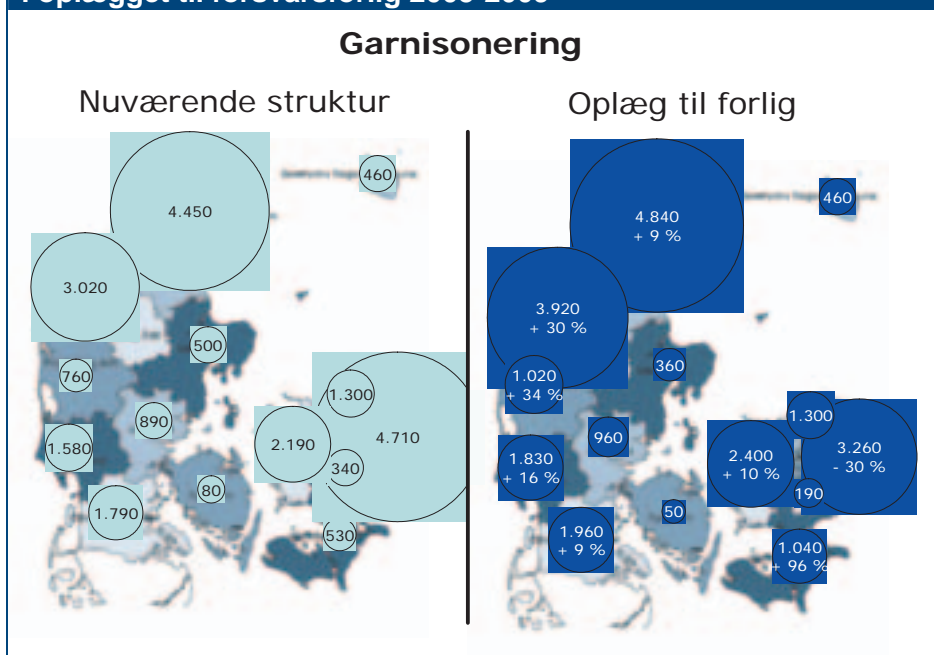 Garnisonering
Nuværende struktur
4.450
460
3.020
500
760
1.300
890
2.190
4.710
1.580
340
80
1.790
530
Oplæg til forlig
460
4.840
+ 9 %
3.920
+ 30 %
360
1.020
+ 34 %
1.300
960
3.260
- 30 %
2.400
+ 10 %
1.830
+ 16 %
190
50
1.960
+ 9 %
1.040
+ 96 %